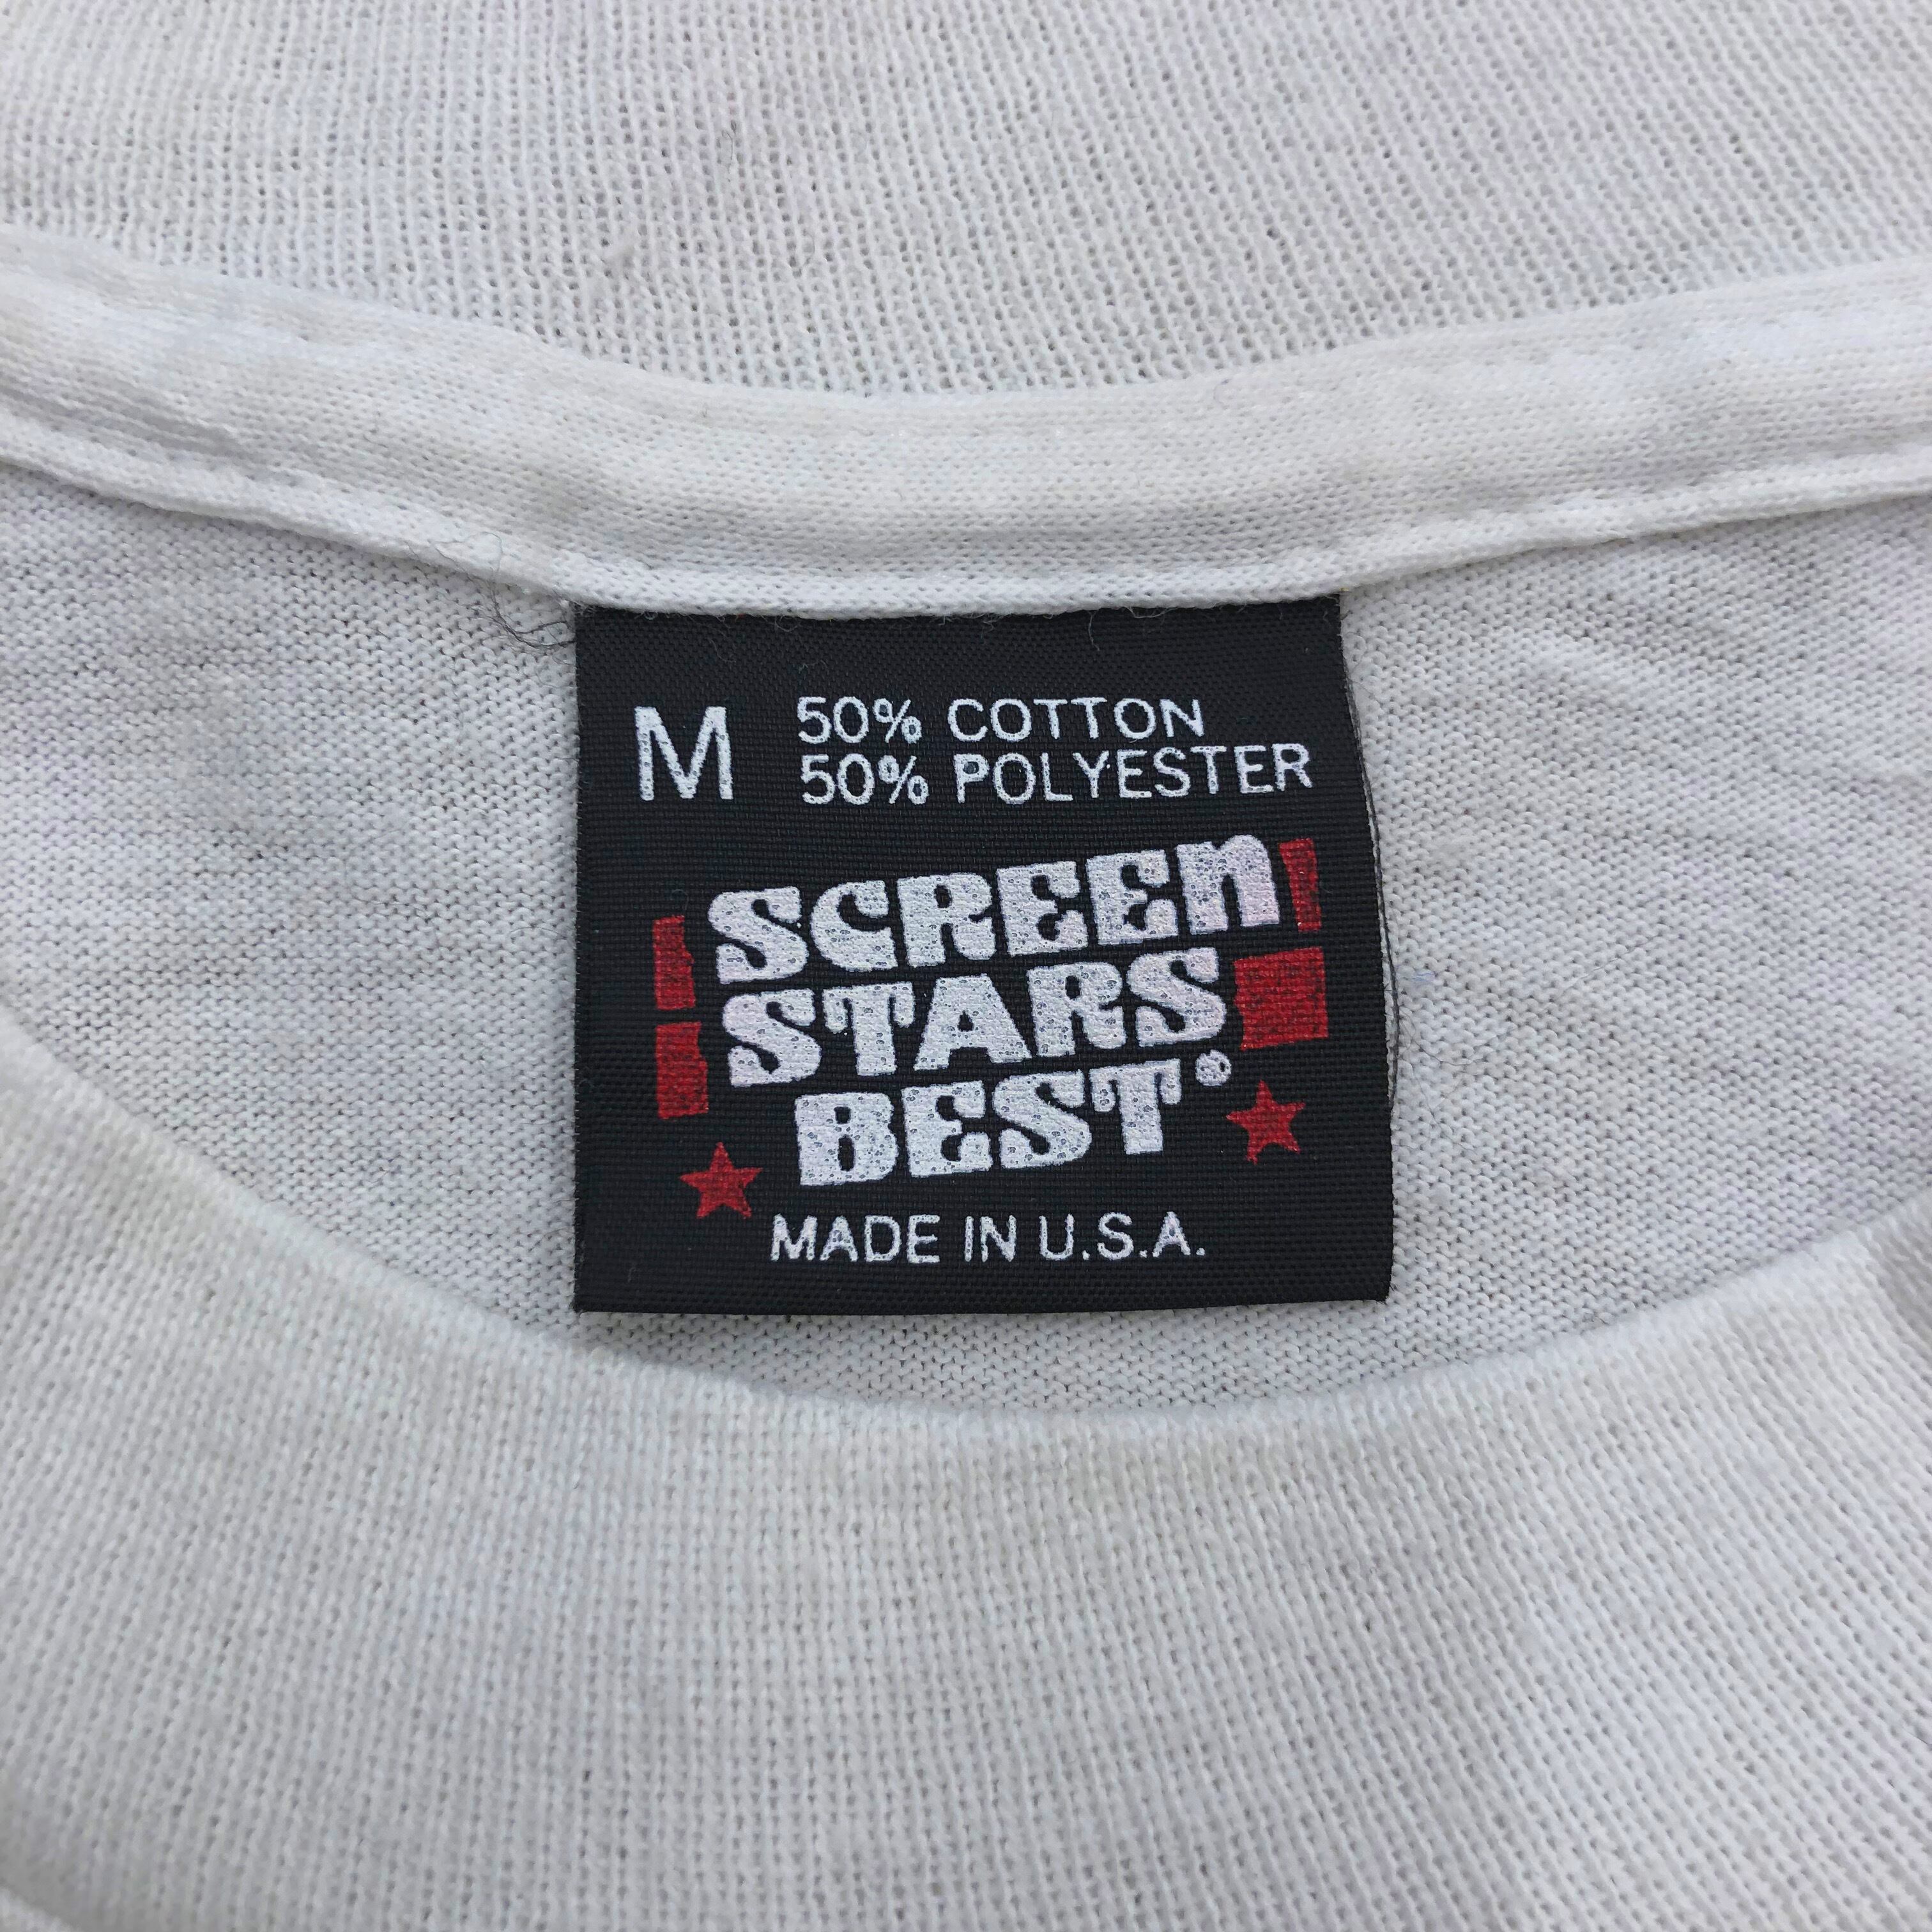 M 50% COTTON
50% POLYESTER
SCREEN
STARS
BEST
MADE IN U.S.A.